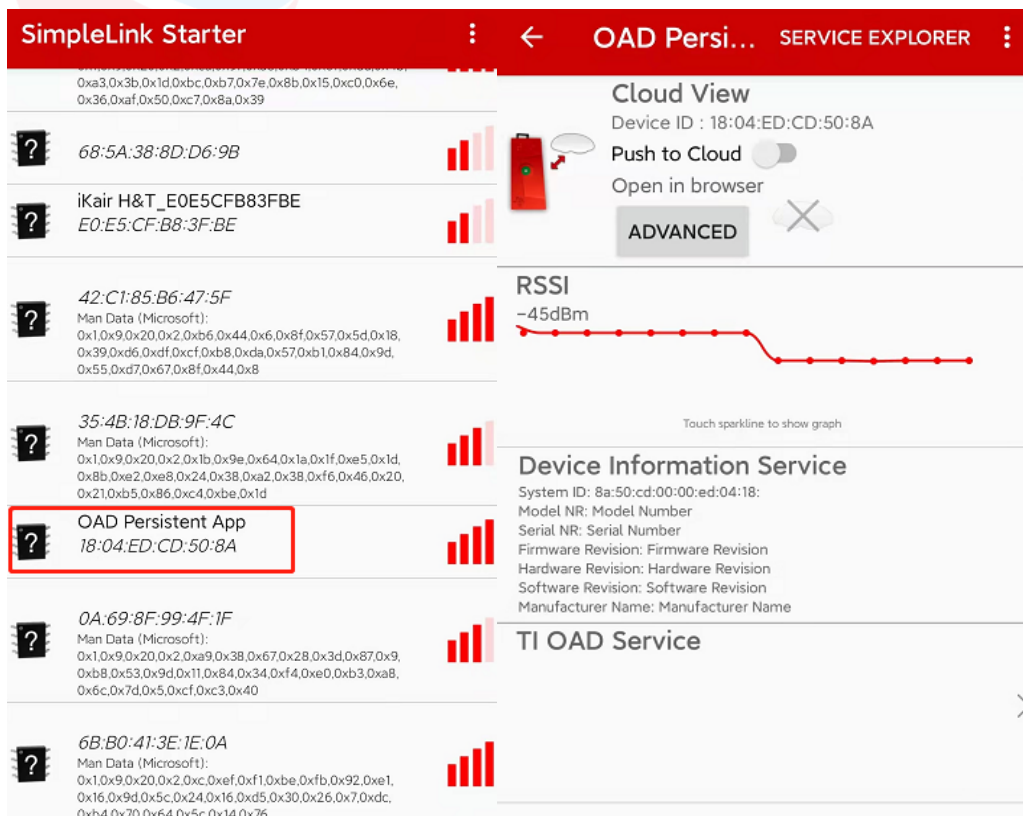 SimpleLink Starter
0xa3,0x3b,0x1d,0xbc,0xb7,0x7e,0x8b,0x15,0xc0,0x6e,
0x36,0xaf,0x50,0xc7,0x8a,0x39
68:5A:38:8D:D6:9B
iKair H&T_E0E5CFB83FBE
E0:E5:CF:B8:3F:BE
42:C1:85:B6:47:5F
Man Data (Microsoft):
0x1,0x9,0x20,0x2,0xb6,0x44,0x6,0x8f,0x57,0x5d,0x18,
0x39,0xd6,0xdf,0xcf,0xb8,0xda,0x57,0xb1,0x84,0x9d,
0x55,0xd7,0x67,0x8f,0x44,0x8
35:4B:18:DB:9F:4C
Man Data (Microsoft):
0x1,0x9,0x20,0x2,0x1b,0x9e,0x64,0x1a,0x1f,0xe5,0x1d,
0x8b,0xe2,0xe8,0x24,0x38,0xa2,0x38,0xf6,0x46,0x20,
0x21,0xb5,0x86,0xc4,0xbe,0x1d
OAD Persistent App
18:04:ED:CD:50:8A
0A:69:8F:99:4F:1F
Man Data (Microsoft):
0x1,0x9,0x20,0x2,0xa9,0x38,0x67,0x28,0x3d,0x87,0x9,
0xb8,0x53,0x9d,0x11,0x84,0x34,0xf4,0xe0,0xb3,0xa8,
0x6c,0x7d,0x5,0xcf,0xc3,0x40
6B:B0:41:3E:1E:0A
Man Data (Microsoft):
0x1,0x9,0x20,0x2,0xc,0xef,0xf1,0xbe,0xfb,0x92,0xe1,
0x16,0x9d,0x5c,0x24,0x16,0xd5,0x30,0x26,0x7,0xdc,
0xb4,0x70,0x64,0x5c,0x14,0x76
OAD Persi... SERVICE EXPLORER
Cloud View
Device ID : 18:04:ED:CD:50:8A
Push to Cloud
Open in browser
ADVANCED
RSSI
-45dBm
Touch sparkline to show graph
Device Information Service
System ID: 8a:50:cd:00:00:ed:04:18:
Model NR: Model Number
Serial NR: Serial Number
Firmware Revision: Firmware Revision
Hardware Revision: Hardware Revision
Software Revision: Software Revision
Manufacturer Name: Manufacturer Name
TI OAD Service